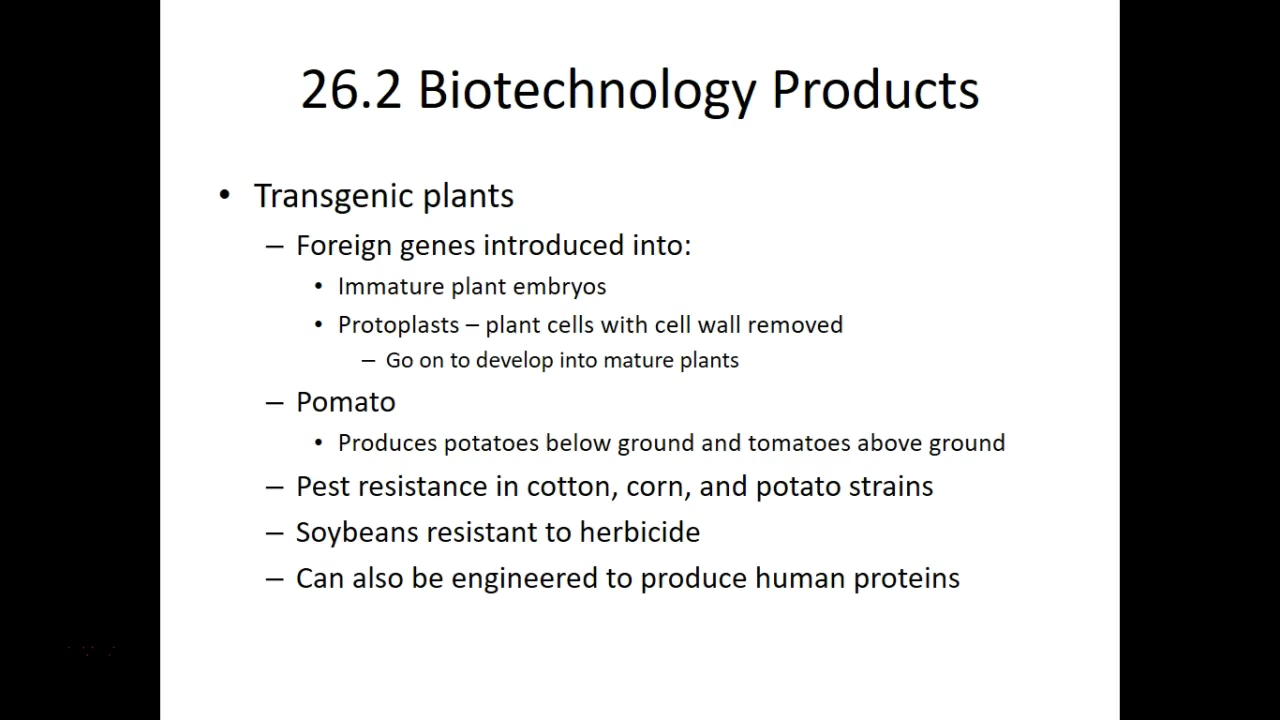 26.2 Biotechnology Products
• Transgenic plants
– Foreign genes introduced into:
• Immature plant embryos
• Protoplasts – plant cells with cell wall removed
– Go on to develop into mature plants
– Pomato
• Produces potatoes below ground and tomatoes above ground
– Pest resistance in cotton, corn, and potato strains
– Soybeans resistant to herbicide
– Can also be engineered to produce human proteins